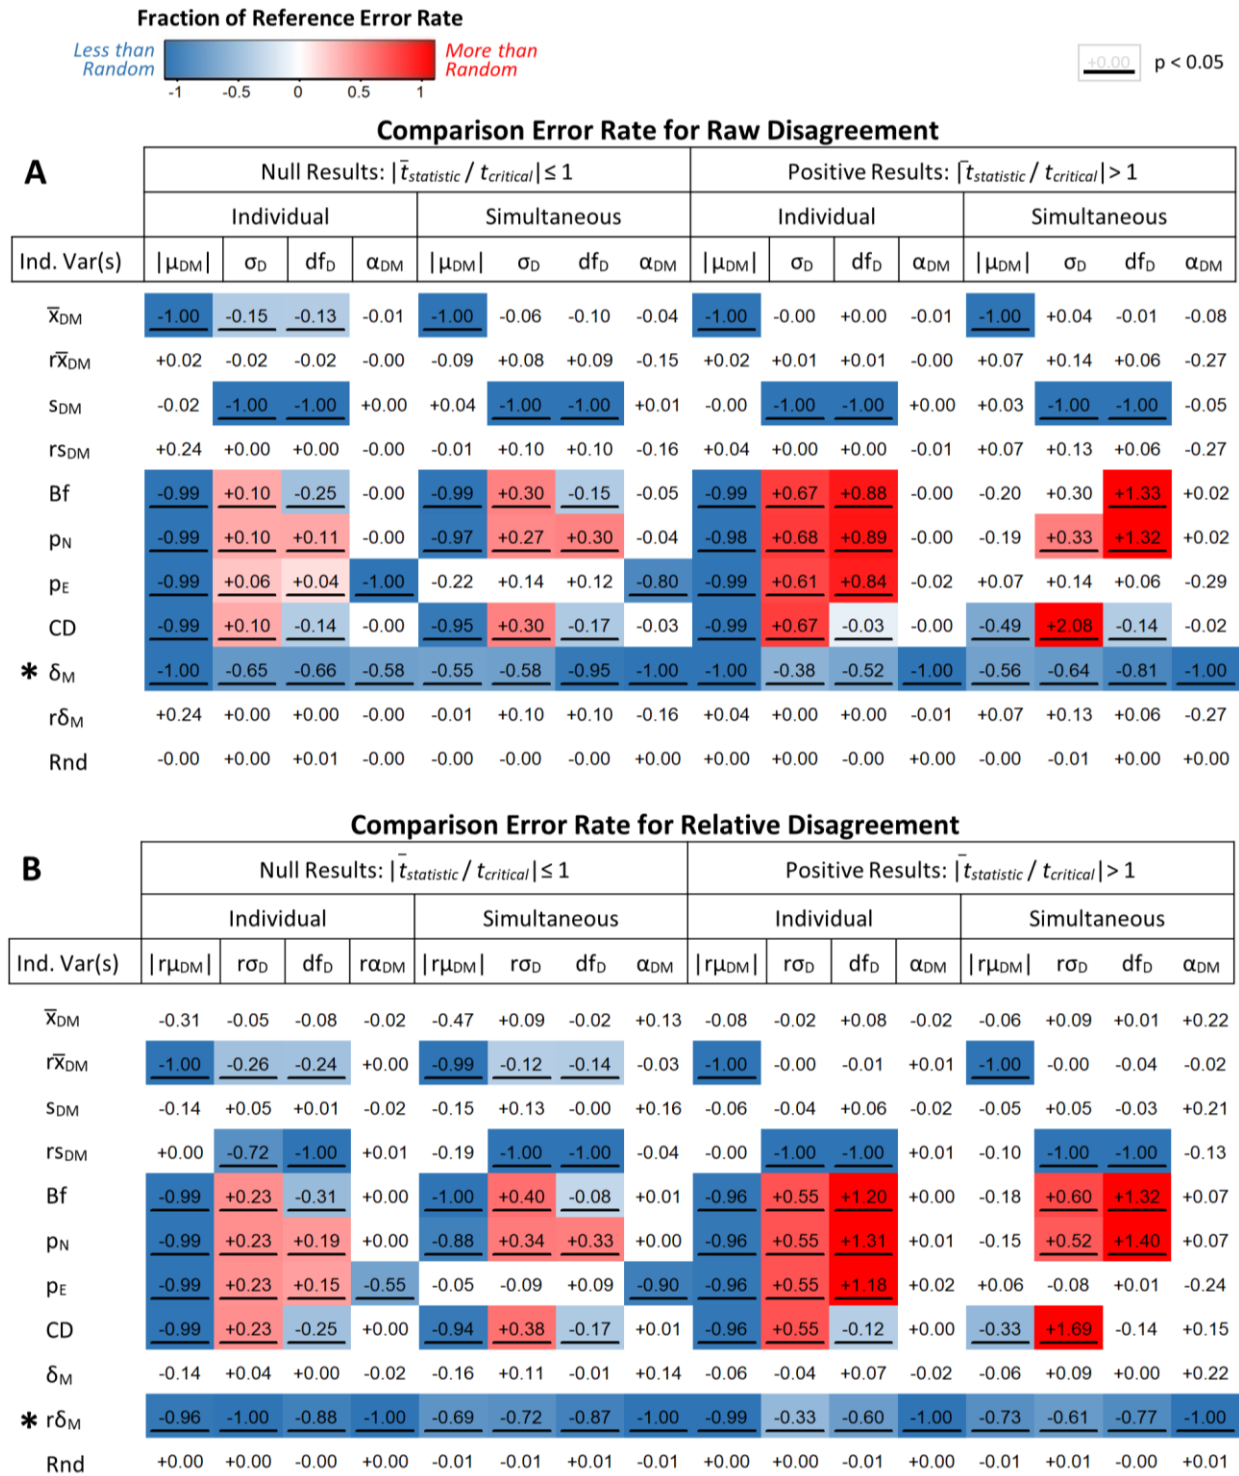 Fraction of Reference Error Rate
Less than Random
More than Random
-1 -0.5 0 0.5 1
+0.00 p < 0.05
Comparison Error Rate for Raw Disagreement
A
Null Results: |t̄statistic / tcritical| ≤ 1 Positive Results: |t̄statistic / tcritical| > 1
Individual Simultaneous Individual Simultaneous
Ind. Var(s) |μDM| σD dfD αDM |μDM| σD dfD αDM |μDM| σD dfD αDM |μDM| σD dfD αDM
x̄DM -1.00 -0.15 -0.13 -0.01 -1.00 -0.06 -0.10 -0.04 -1.00 -0.00 +0.00 -0.01 -1.00 +0.04 -0.01 -0.08
rx̄DM +0.02 -0.02 -0.02 -0.00 -0.09 +0.08 +0.09 -0.15 +0.02 +0.01 +0.01 -0.00 +0.07 +0.14 +0.06 -0.27
sDM -0.02 -1.00 -1.00 +0.00 +0.04 -1.00 -1.00 +0.01 -0.00 -1.00 -1.00 +0.00 +0.03 -1.00 -1.00 -0.05
rsDM +0.24 +0.00 +0.00 -0.00 -0.01 +0.10 +0.10 -0.16 +0.04 +0.00 +0.00 -0.01 +0.07 +0.13 +0.06 -0.27
Bf -0.99 +0.10 -0.25 -0.00 -0.99 +0.30 -0.15 -0.05 -0.99 +0.67 +0.88 -0.00 -0.20 +0.30 +1.33 +0.02
pN -0.99 +0.10 +0.11 -0.00 -0.97 +0.27 +0.30 -0.04 -0.98 +0.68 +0.89 -0.00 -0.19 +0.33 +1.32 +0.02
pE -0.99 +0.06 +0.04 -1.00 -0.22 +0.14 +0.12 -0.80 -0.99 +0.61 +0.84 -0.02 +0.07 +0.14 +0.06 -0.29
CD -0.99 +0.10 -0.14 -0.00 -0.95 +0.30 -0.17 -0.03 -0.99 +0.67 -0.03 -0.00 -0.49 +2.08 -0.14 -0.02
* δM -1.00 -0.65 -0.66 -0.58 -0.55 -0.58 -0.95 -1.00 -1.00 -0.38 -0.52 -1.00 -0.56 -0.64 -0.81 -1.00
rδM +0.24 +0.00 +0.00 -0.00 -0.01 +0.10 +0.10 -0.16 +0.04 +0.00 +0.00 -0.01 +0.07 +0.13 +0.06 -0.27
Rnd -0.00 +0.00 +0.01 -0.00 -0.00 -0.00 -0.00 +0.00 +0.00 +0.00 -0.00 +0.00 -0.00 -0.01 +0.00 +0.00
Comparison Error Rate for Relative Disagreement
B
Null Results: |t̄statistic / tcritical| ≤ 1 Positive Results: |t̄statistic / tcritical| > 1
Individual Simultaneous Individual Simultaneous
Ind. Var(s) |rμDM| rσD dfD rαDM |rμDM| rσD dfD αDM |rμDM| rσD dfD αDM |rμDM| rσD dfD αDM
x̄DM -0.31 -0.05 -0.08 -0.02 -0.47 +0.09 -0.02 +0.13 -0.08 -0.02 +0.08 -0.02 -0.06 +0.09 +0.01 +0.22
rx̄DM -1.00 -0.26 -0.24 +0.00 -0.99 -0.12 -0.14 -0.03 -1.00 -0.00 -0.01 +0.01 -1.00 -0.00 -0.04 -0.02
sDM -0.14 +0.05 +0.01 -0.02 -0.15 +0.13 -0.00 +0.16 -0.06 -0.04 +0.06 -0.02 -0.05 +0.05 -0.03 +0.21
rsDM +0.00 -0.72 -1.00 +0.01 -0.19 -1.00 -1.00 -0.04 -0.00 -1.00 -1.00 +0.01 -0.10 -1.00 -1.00 -0.13
Bf -0.99 +0.23 -0.31 +0.00 -1.00 +0.40 -0.08 +0.01 -0.96 +0.55 +1.20 +0.00 -0.18 +0.60 +1.32 +0.07
pN -0.99 +0.23 +0.19 +0.00 -0.88 +0.34 +0.33 +0.00 -0.96 +0.55 +1.31 +0.01 -0.15 +0.52 +1.40 +0.07
pE -0.99 +0.23 +0.15 -0.55 -0.05 -0.09 +0.09 -0.90 -0.96 +0.55 +1.18 +0.02 +0.06 -0.08 +0.01 -0.24
CD -0.99 +0.23 -0.25 +0.00 -0.94 +0.38 -0.17 +0.01 -0.96 +0.55 -0.12 +0.00 -0.33 +1.69 -0.14 +0.15
δM -0.14 +0.04 +0.00 -0.02 -0.16 +0.11 -0.01 +0.14 -0.06 -0.04 +0.07 -0.02 -0.06 +0.09 +0.00 +0.22
* rδM -0.96 -1.00 -0.88 -1.00 -0.69 -0.72 -0.87 -1.00 -0.99 -0.33 -0.60 -1.00 -0.73 -0.61 -0.77 -1.00
Rnd +0.00 +0.00 -0.00 +0.00 -0.01 -0.01 +0.01 -0.01 +0.00 +0.00 -0.01 +0.00 -0.01 +0.01 -0.00 +0.01